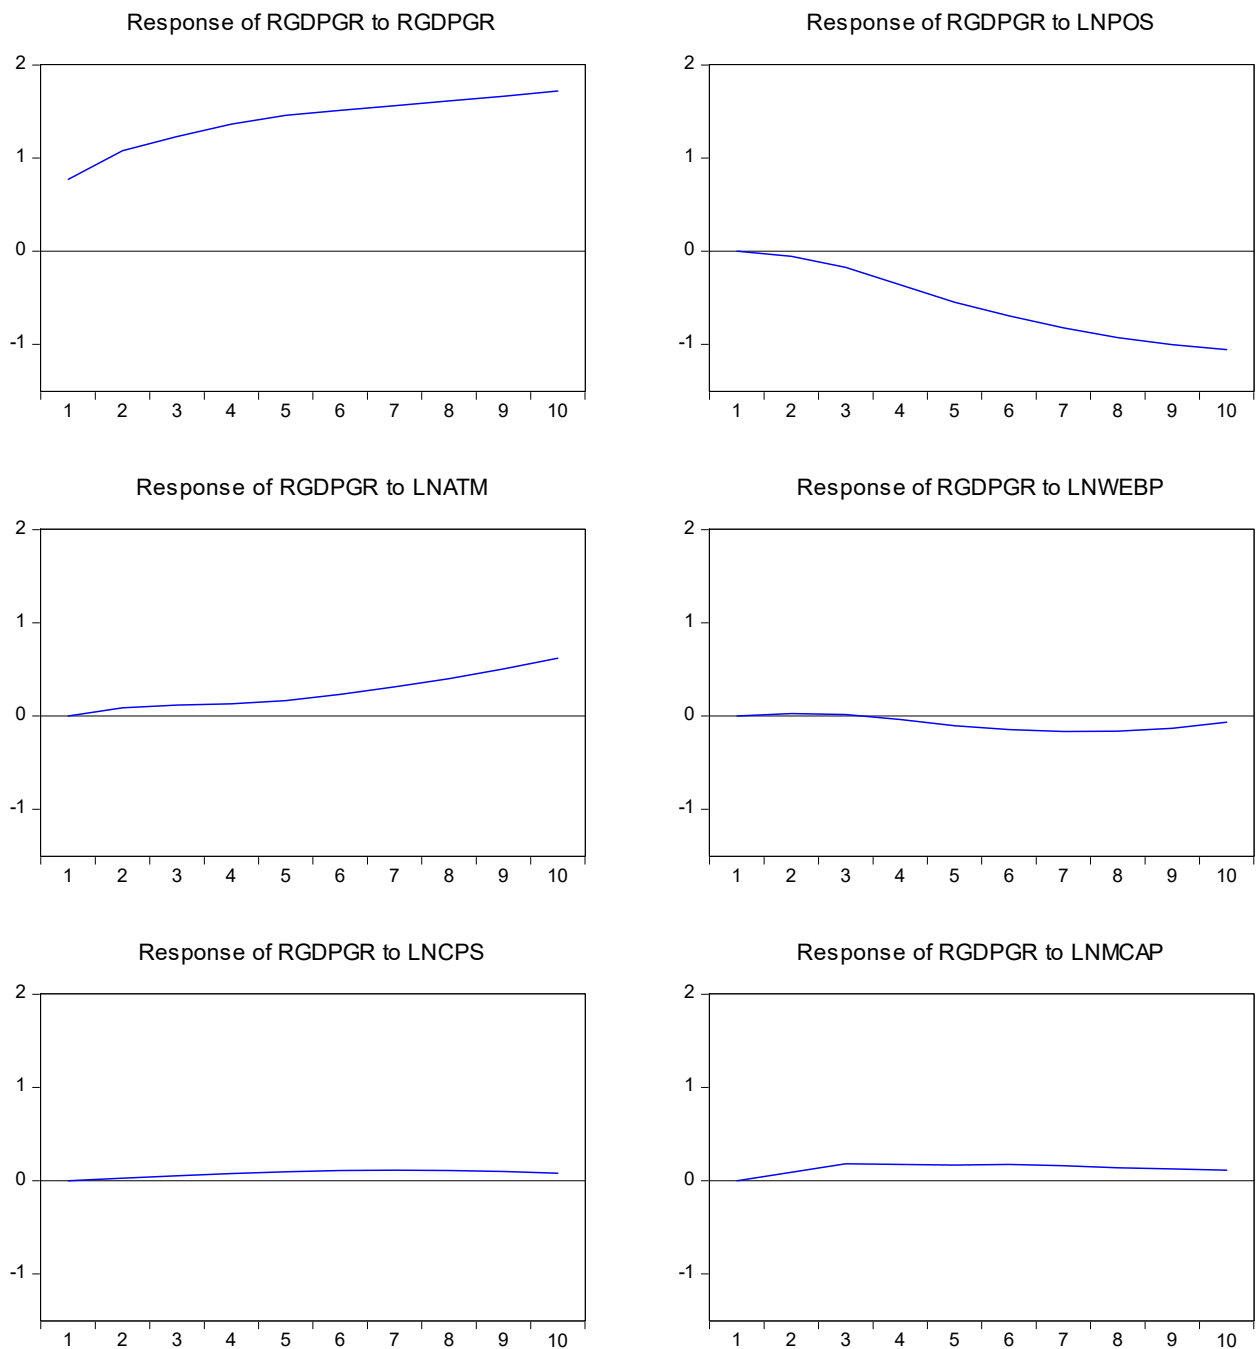 Response of RGDPGR to RGDPGR
2
1
0
-1
1 2 3 4 5 6 7 8 9 10
Response of RGDPGR to LNPOS
2
1
0
-1
1 2 3 4 5 6 7 8 9 10
Response of RGDPGR to LNATM
2
1
0
-1
1 2 3 4 5 6 7 8 9 10
Response of RGDPGR to LNWEBP
2
1
0
-1
1 2 3 4 5 6 7 8 9 10
Response of RGDPGR to LNCPS
2
1
0
-1
1 2 3 4 5 6 7 8 9 10
Response of RGDPGR to LNMCAP
2
1
0
-1
1 2 3 4 5 6 7 8 9 10